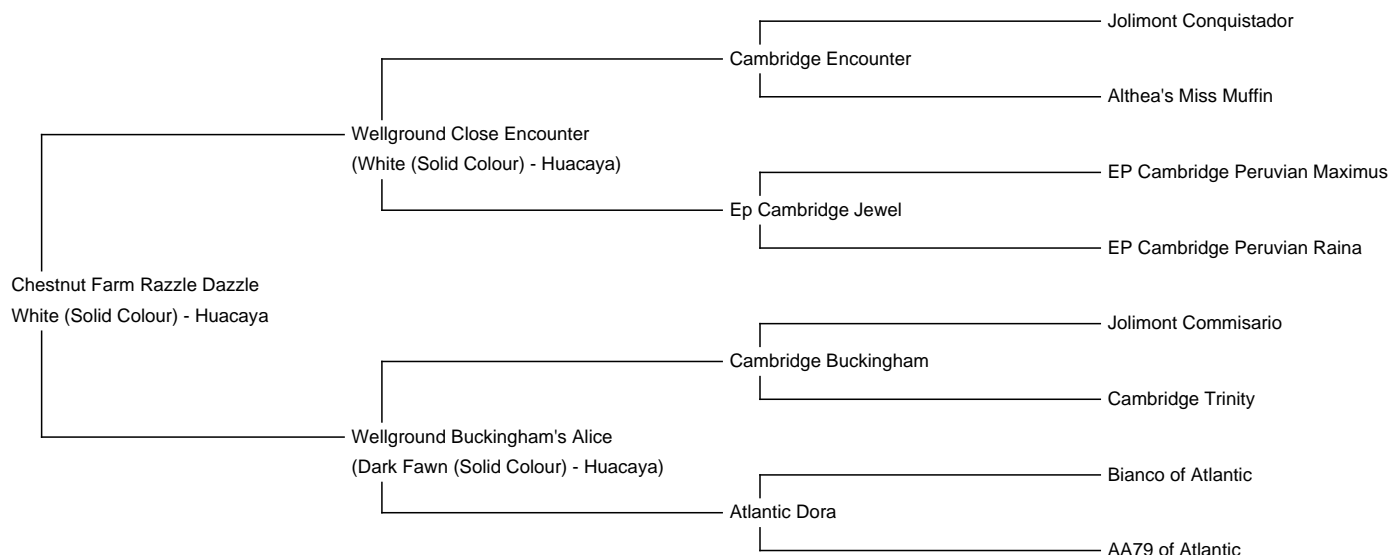 Jolimont Conquistador
Cambridge Encounter
Althea's Miss Muffin
Wellground Close Encounter
(White (Solid Colour) - Huacaya)
EP Cambridge Peruvian Maximus
Ep Cambridge Jewel
EP Cambridge Peruvian Raina
Chestnut Farm Razzle Dazzle
White (Solid Colour) - Huacaya
Jolimont Commisario
Cambridge Buckingham
Cambridge Trinity
Wellground Buckingham's Alice
(Dark Fawn (Solid Colour) - Huacaya)
Bianco of Atlantic
Atlantic Dora
AA79 of Atlantic